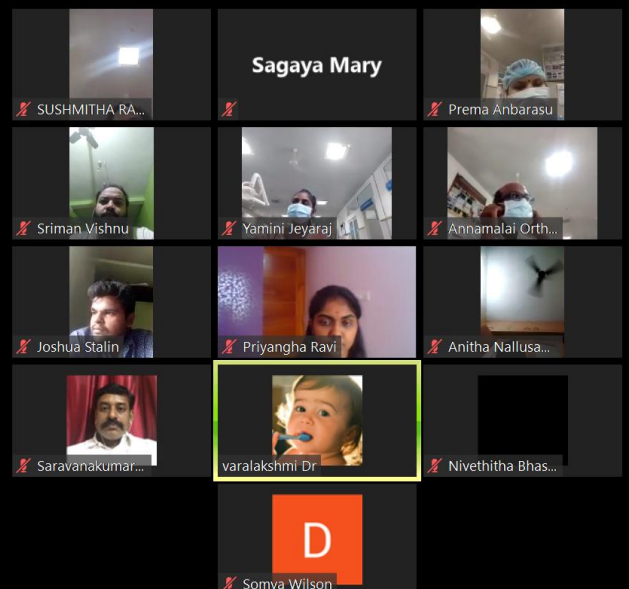 SUSHMITHA RA...
Sagaya Mary
Prema Anbarasu
Sriman Vishnu
Yamini Jeyaraj
Annamalai Orth...
Joshua Stalin
Priyangha Ravi
Anitha Nallusa...
Saravanakumar...
varalakshmi Dr
Nivethitha Bhas...
D
Somya Wilson